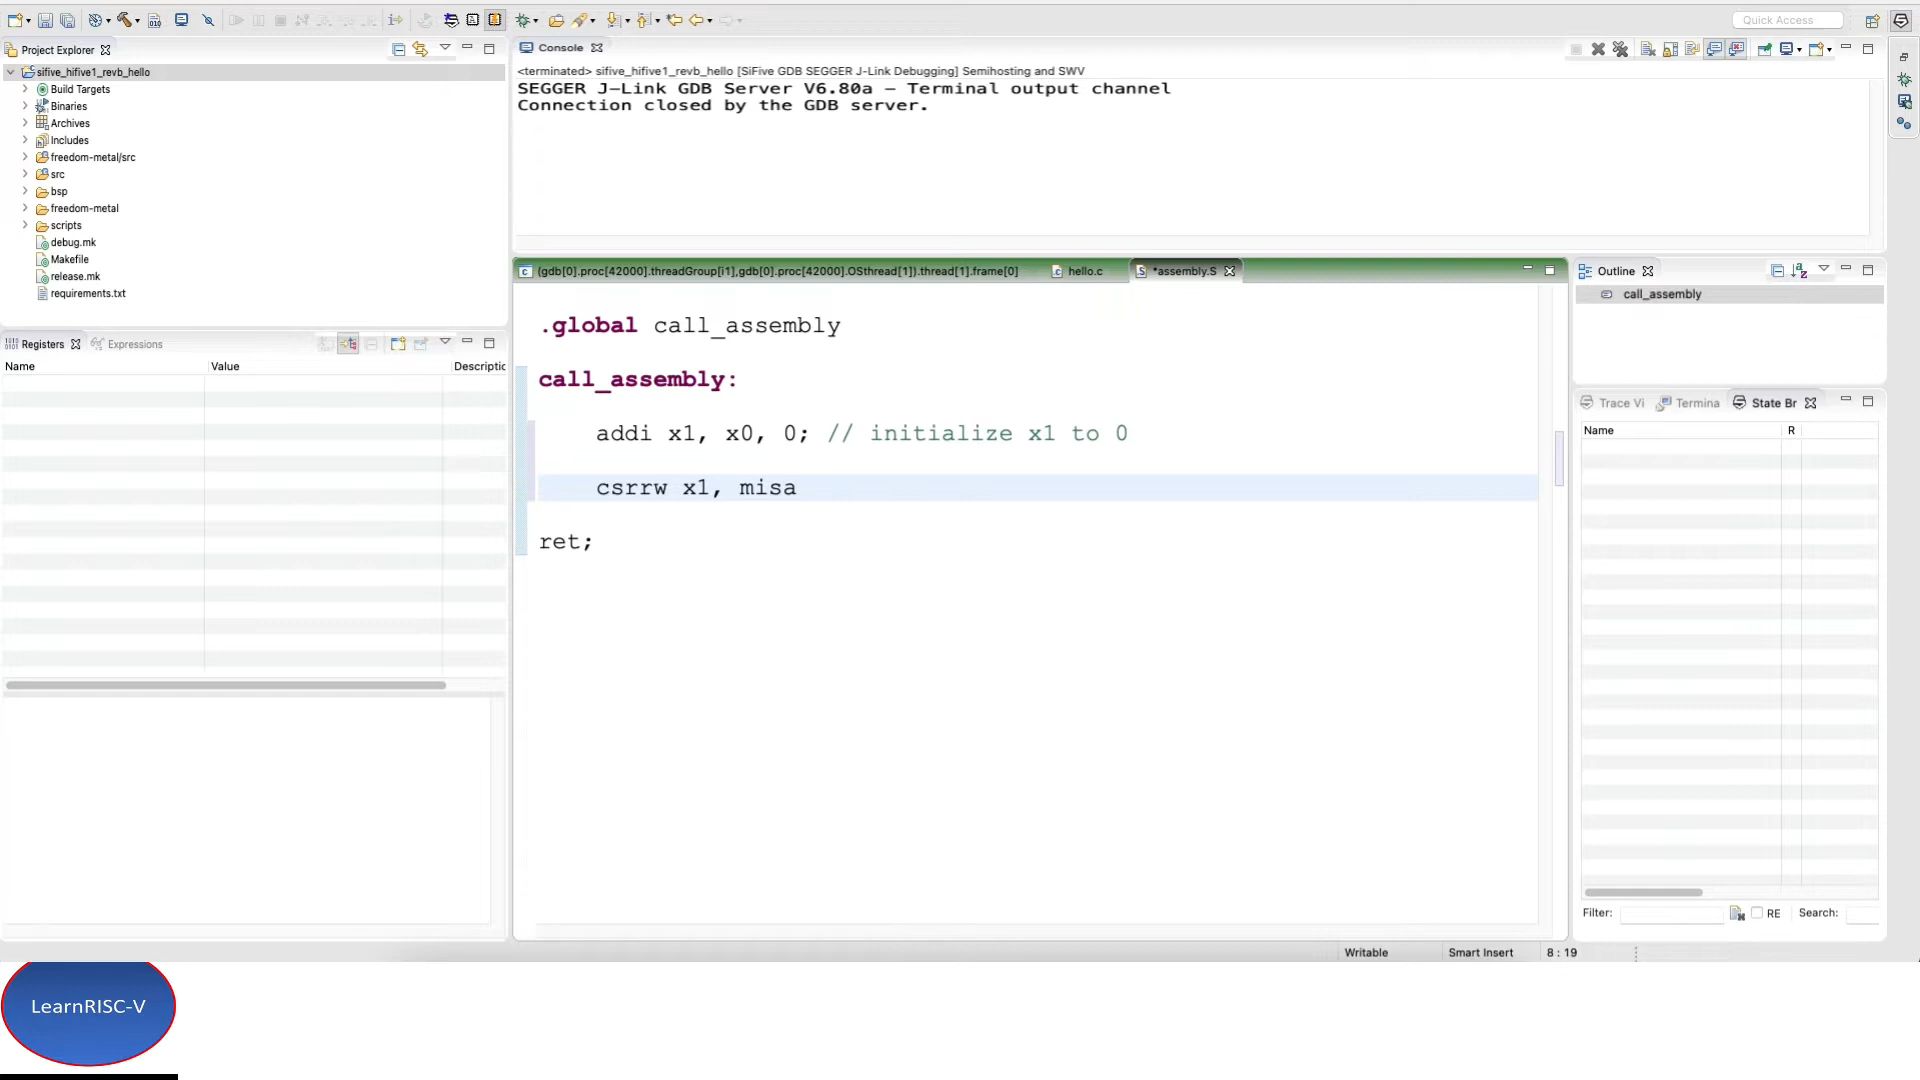 Quick Access
Project Explorer
sifive_hifive1_revb_hello
Build Targets
Binaries
Archives
Includes
freedom-metal/src
src
bsp
freedom-metal
scripts
debug.mk
Makefile
release.mk
requirements.txt
Registers
Expressions
Name
Value
Descriptic
Console
<terminated> sifive_hifive1_revb_hello [SiFive GDB SEGGER J-Link Debugging] Semihosting and SWV
SEGGER J-Link GDB Server V6.80a - Terminal output channel
Connection closed by the GDB server.
(gdb[0].proc[42000].threadGroup[i1],gdb[0].proc[42000].OSthread[1]).thread[1].frame[0]
hello.c
*assembly.S
.global call_assembly
call_assembly:
addi x1, x0, 0; // initialize x1 to 0
csrrw x1, misa
ret;
Outline
call_assembly
Trace Vi
Termina
State Br
Name
R
Filter:
RE
Search:
Writable
Smart Insert
8 : 19
LearnRISC-V